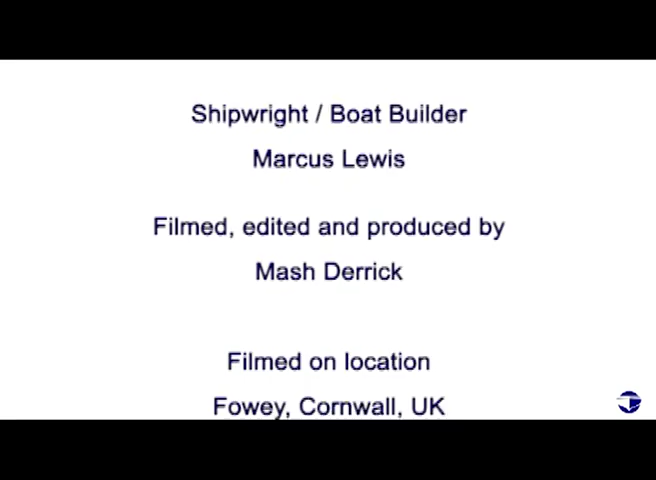 Shipwright / Boat Builder
Marcus Lewis
Filmed, edited and produced by
Mash Derrick
Filmed on location
Fowey, Cornwall, UK